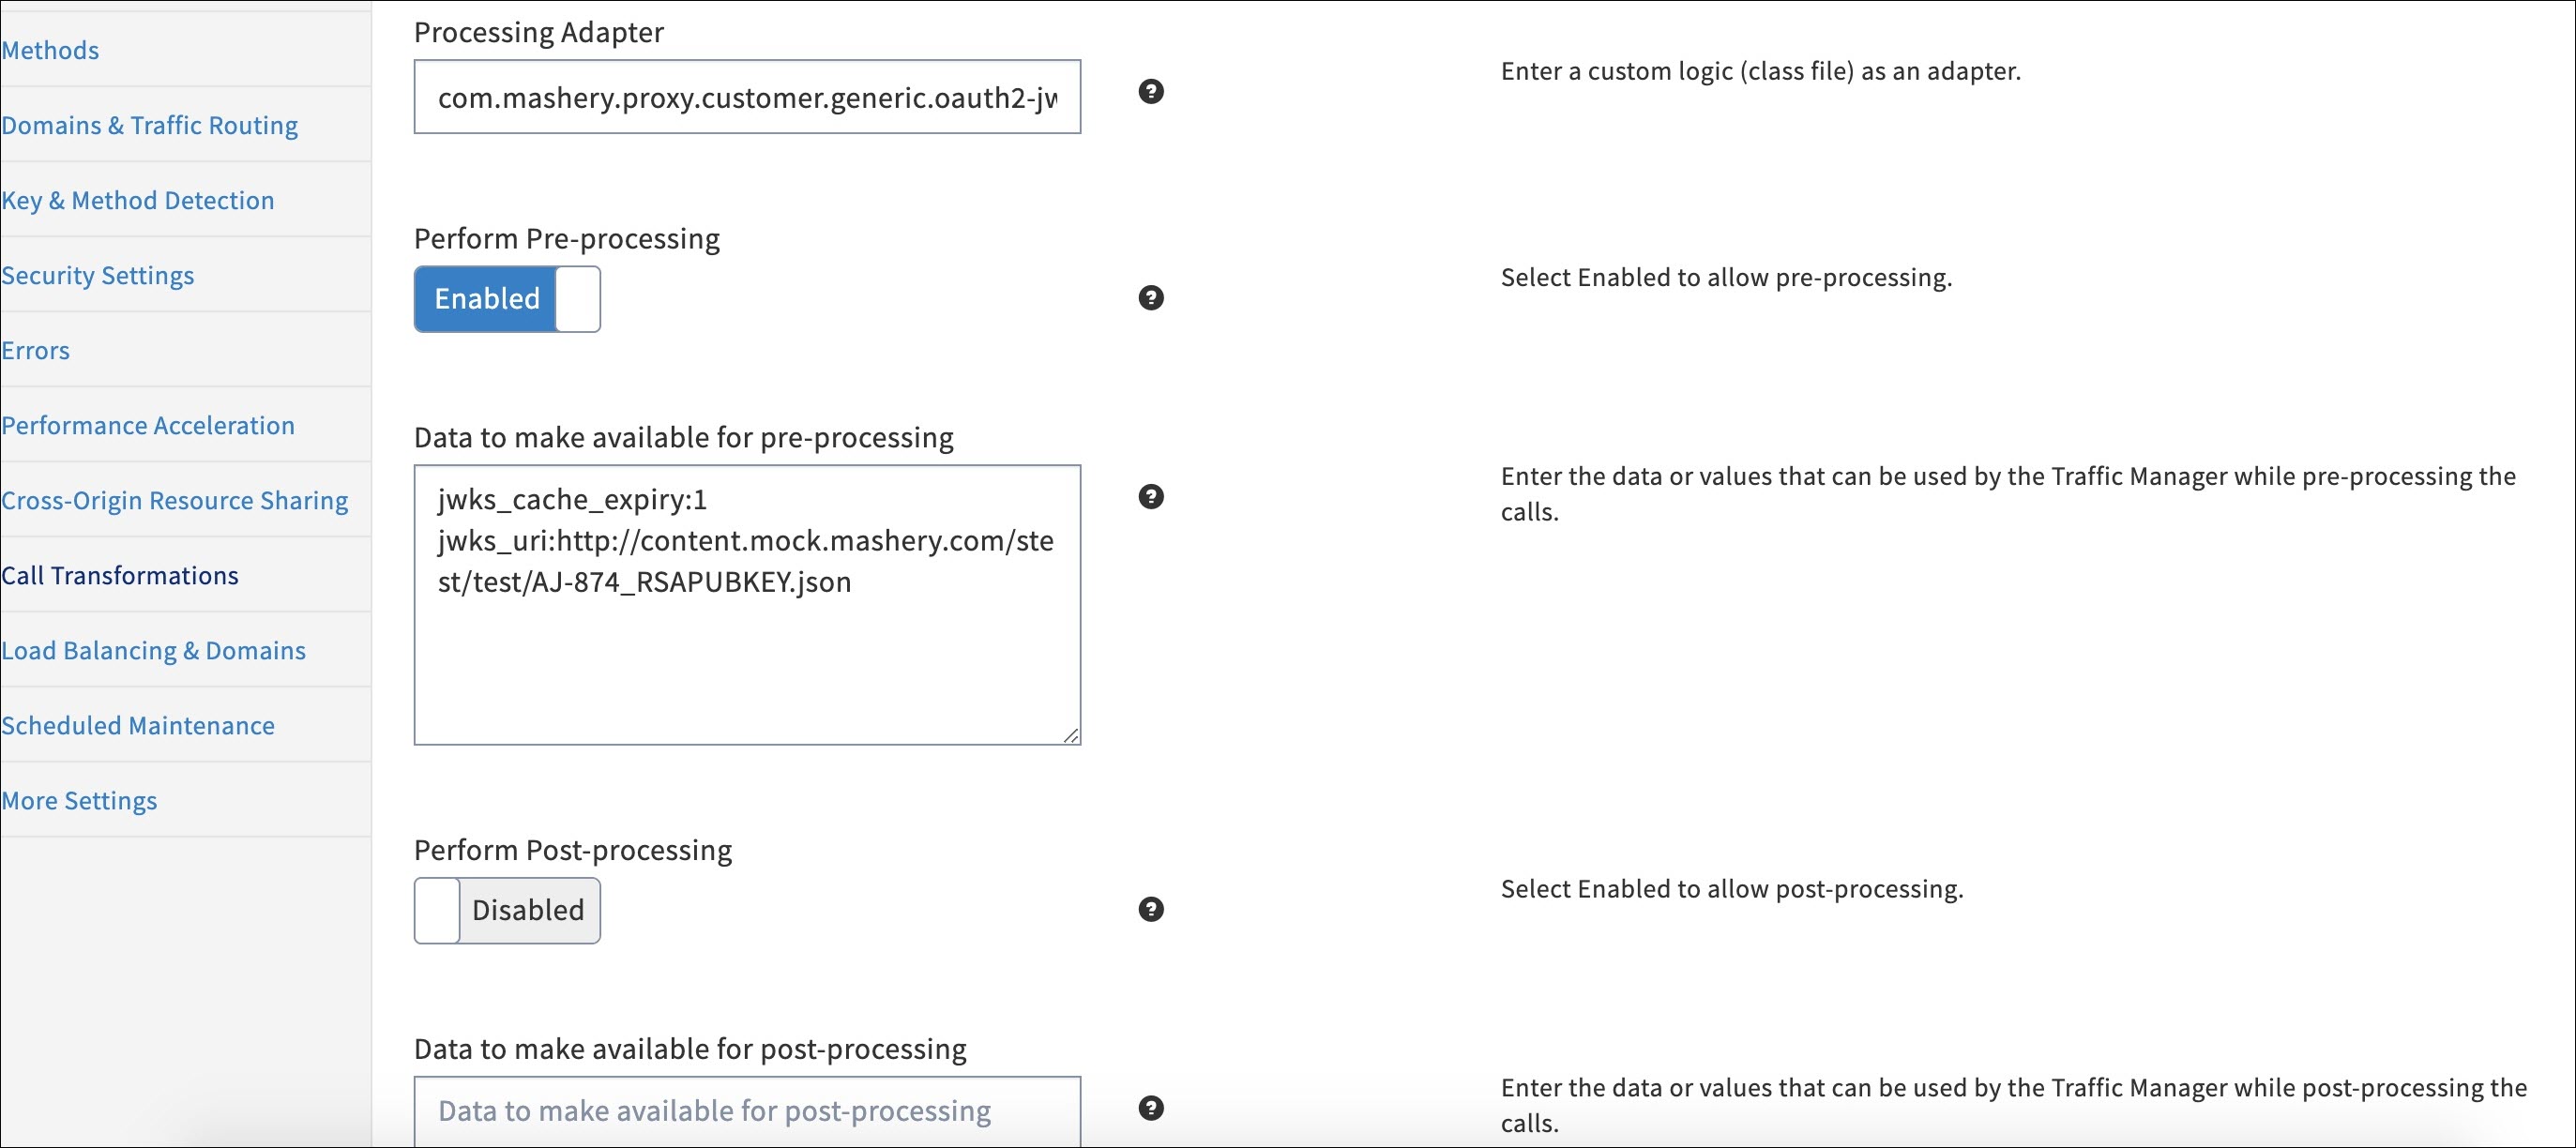 Methods
Domains & Traffic Routing
Key & Method Detection
Security Settings
Errors
Performance Acceleration
Cross-Origin Resource Sharing
Call Transformations
Load Balancing & Domains
Scheduled Maintenance
More Settings
Processing Adapter
com.mashery.proxy.customer.generic.oauth2-jw
Enter a custom logic (class file) as an adapter.
Perform Pre-processing
Enabled
Select Enabled to allow pre-processing.
Data to make available for pre-processing
jwks_cache_expiry:1
jwks_uri:http://content.mock.mashery.com/ste
st/test/AJ-874_RSAPUBKEY.json
Enter the data or values that can be used by the Traffic Manager while pre-processing the
calls.
Perform Post-processing
Disabled
Select Enabled to allow post-processing.
Data to make available for post-processing
Data to make available for post-processing
Enter the data or values that can be used by the Traffic Manager while post-processing the
calls.